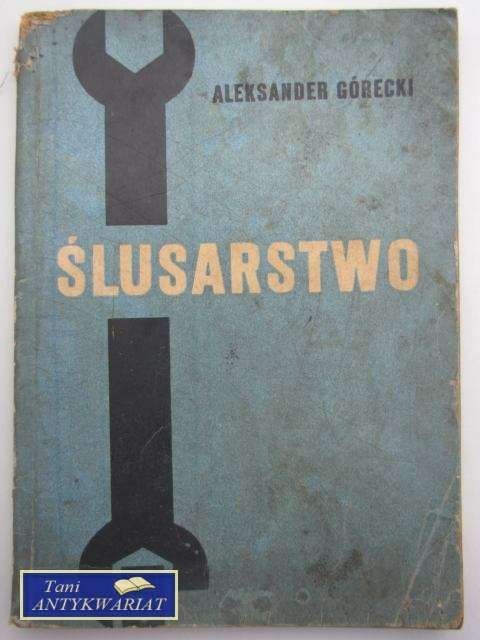 ALEKSANDER GÓRECKI
ŚLUSARSTWO
Tani
ANTYKWARIAT